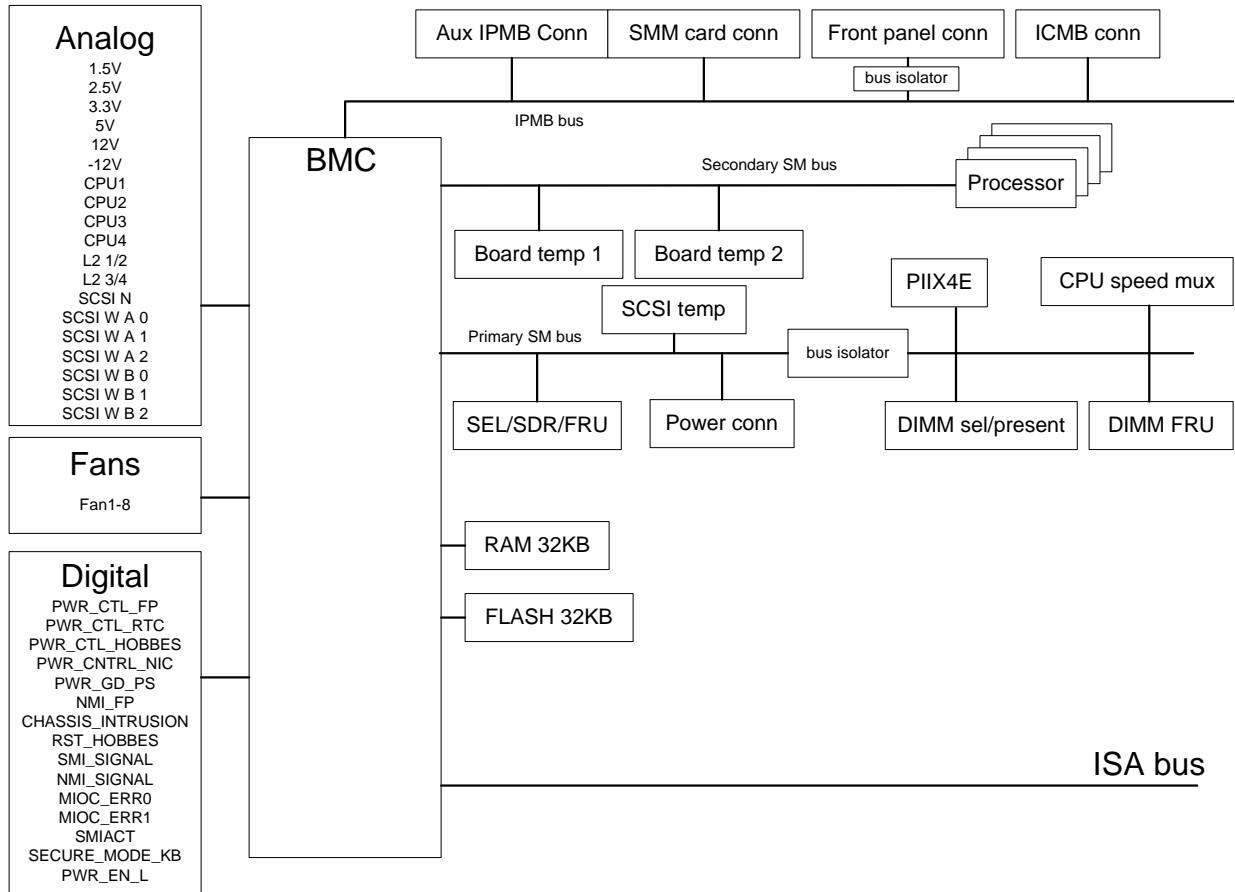 Analog
1.5V
2.5V
3.3V
5V
12V
-12V
CPU1
CPU2
CPU3
CPU4
L2 1/2
L2 3/4
SCSI N
SCSI W A 0
SCSI W A 1
SCSI W A 2
SCSI W B 0
SCSI W B 1
SCSI W B 2
Fans
Fan1-8
Digital
PWR_CTL_FP
PWR_CTL_RTC
PWR_CTL_HOBBES
PWR_CNTRL_NIC
PWR_GD_PS
NMI_FP
CHASSIS_INTRUSION
RST_HOBBES
SMI_SIGNAL
NMI_SIGNAL
MIOC_ERR0
MIOC_ERR1
SMIACT
SECURE_MODE_KB
PWR_EN_L
BMC
Aux IPMB Conn
SMM card conn
Front panel conn
ICMB conn
bus isolator
IPMB bus
Secondary SM bus
Processor
Board temp 1
Board temp 2
PIIX4E
CPU speed mux
SCSI temp
Primary SM bus
bus isolator
SEL/SDR/FRU
Power conn
DIMM sel/present
DIMM FRU
RAM 32KB
FLASH 32KB
ISA bus